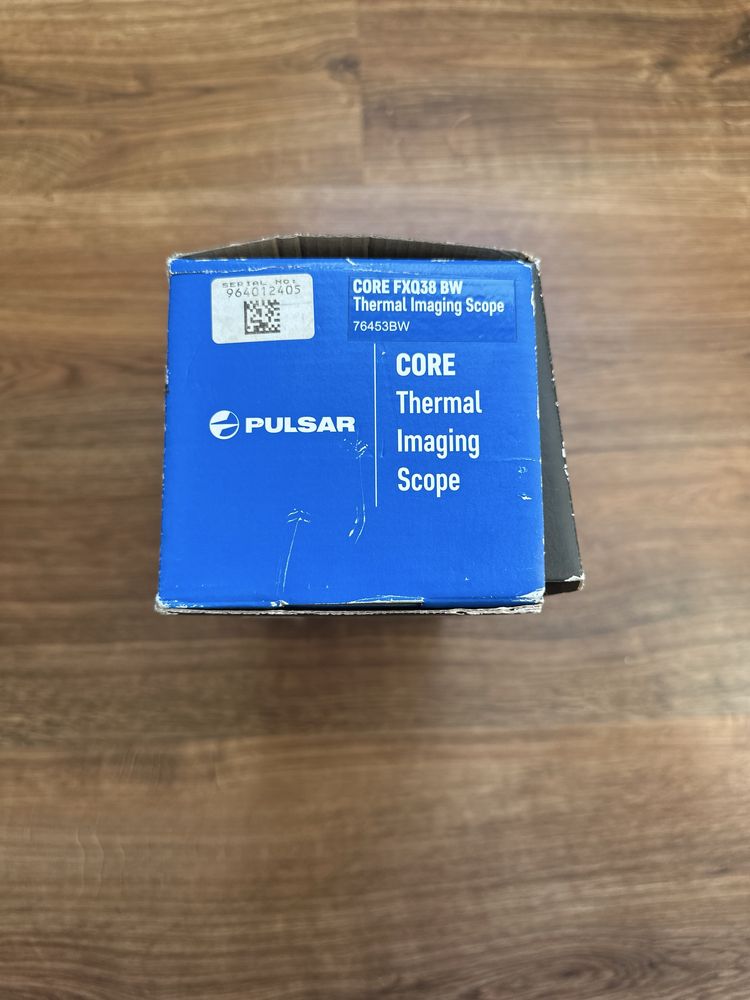 SERIAL No:
964012405
CORE FXQ38 BW
Thermal Imaging Scope
76453BW
PULSAR
CORE
Thermal
Imaging
Scope